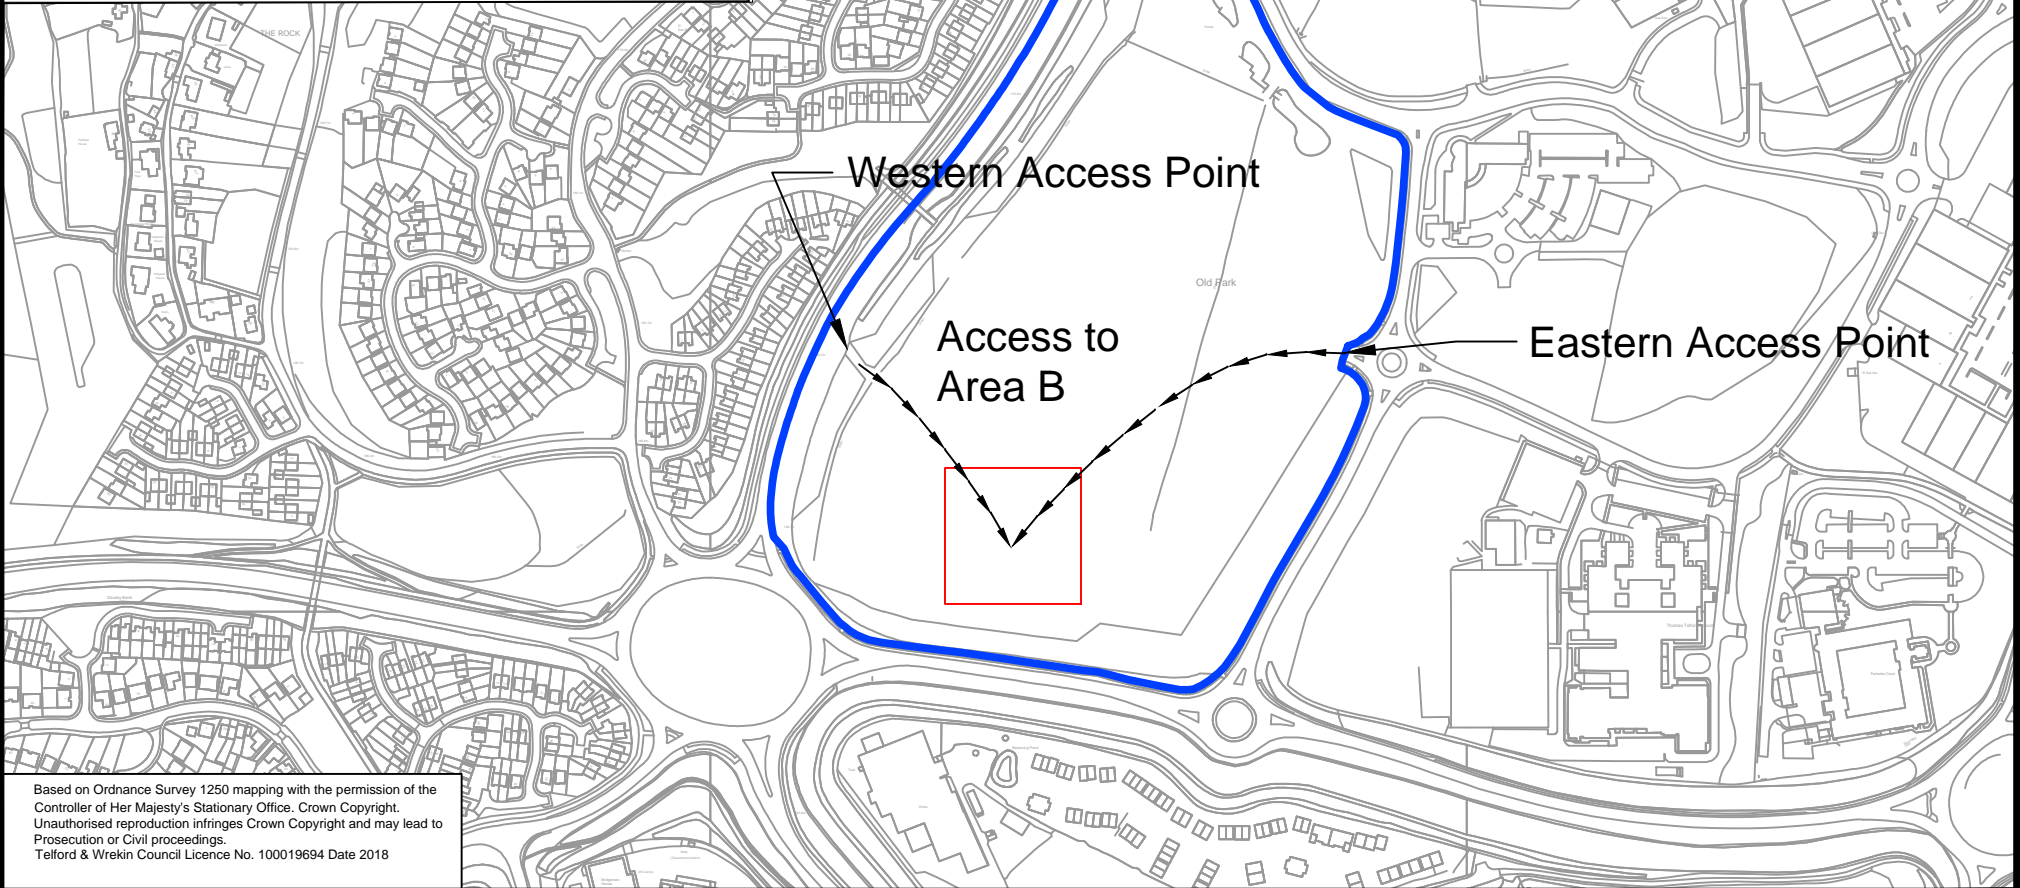 THE ROCK
Western Access Point
Old Park
Access to
Area B
Eastern Access Point
Based on Ordnance Survey 1250 mapping with the permission of the
Controller of Her Majesty's Stationary Office. Crown Copyright.
Unauthorised reproduction infringes Crown Copyright and may lead to
Prosecution or Civil proceedings.
Telford & Wrekin Council Licence No. 100019694 Date 2018